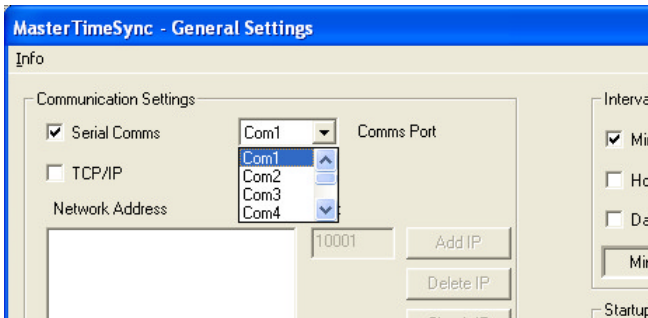 MasterTimeSync - General Settings
Info
Communication Settings
Serial Comms
Com1
Comms Port
Com1
Com2
Com3
Com4
TCP/IP
Network Address
10001
Add IP
Delete IP
Interva
Mi
Ho
Da
Mi
Startup